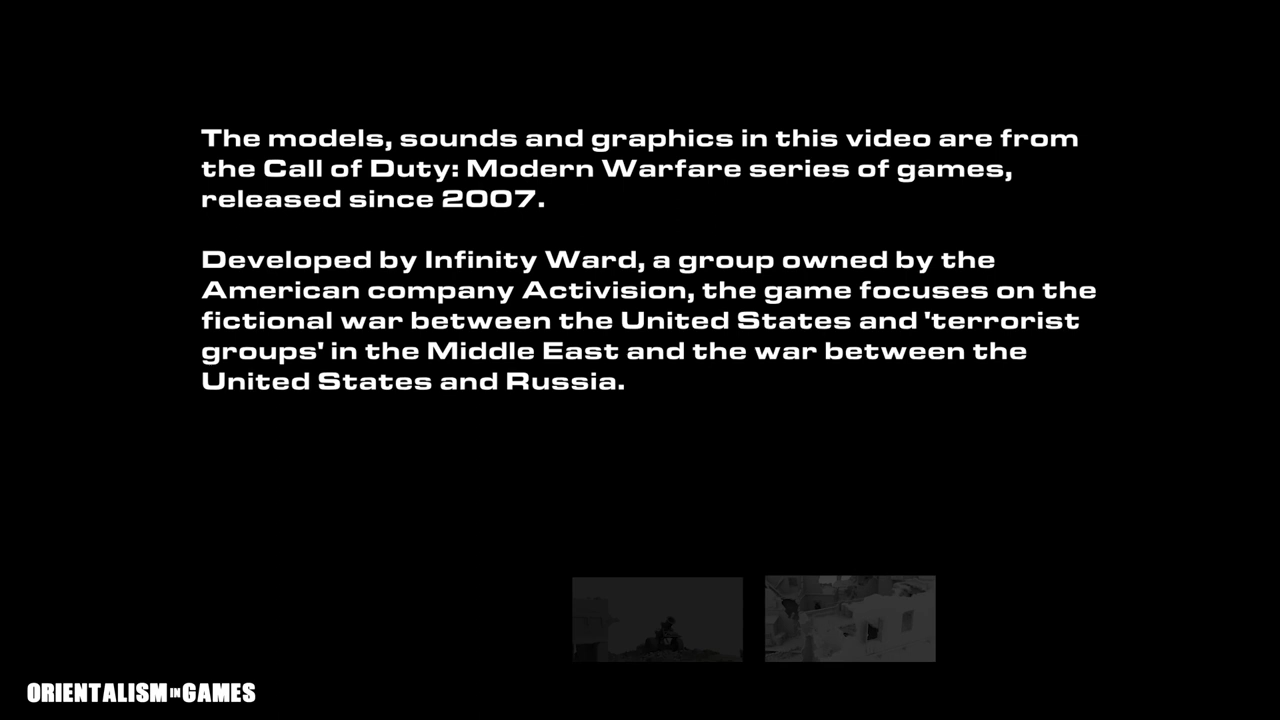 The models, sounds and graphics in this video are from
the Call of Duty: Modern Warfare series of games,
released since 2007.
Developed by Infinity Ward, a group owned by the
American company Activision, the game focuses on the
fictional war between the United States and 'terrorist
groups' in the Middle East and the war between the
United States and Russia.
ORIENTALISM IN GAMES